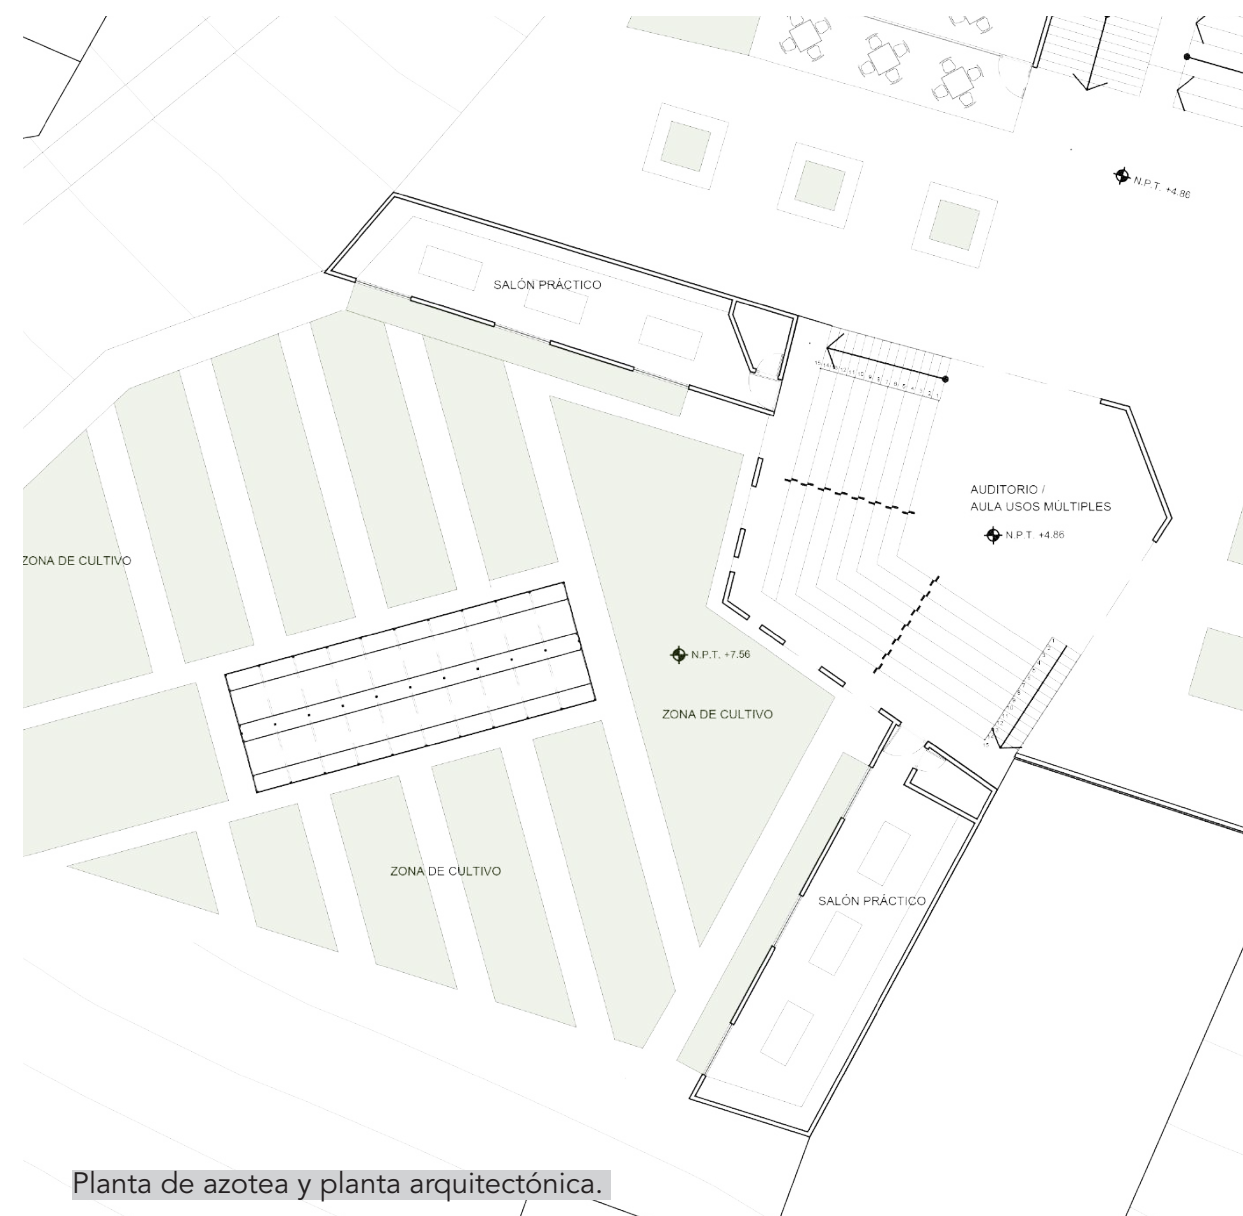 N.P.T. +4.86
SALÓN PRÁCTICO
AUDITORIO /
AULA USOS MÚLTIPLES
N.P.T. +4.86
ZONA DE CULTIVO
N.P.T. +7.56
ZONA DE CULTIVO
ZONA DE CULTIVO
SALÓN PRÁCTICO
Planta de azotea y planta arquitectónica.